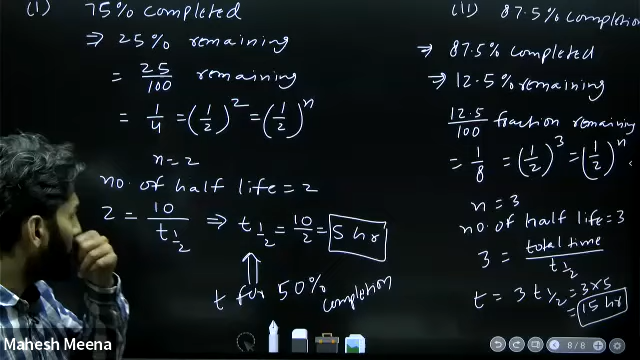 (i) 75% completed
⇒ 25% remaining
= 25/100 remaining
= 1/4 = (1/2)^2 = (1/2)^n
n=2
no. of half life = 2
2 = 10/t½ ⇒ t½ = 10/2 = 5 hr
t for 50% completion
(ii) 87.5% completion
⇒ 87.5% completed
⇒ 12.5% remaining
12.5/100 fraction remaining
= 1/8 = (1/2)^3 = (1/2)^n
n = 3
no. of half life = 3
3 = total time/t½
t = 3 t½ = 3×5
= 15 hr
Mahesh Meena
8/8